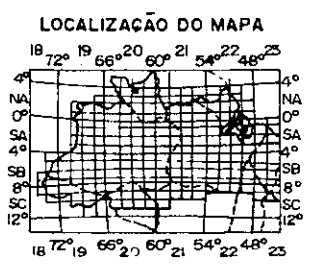 LOCALIZAÇÃO DO MAPA
18 72° 19 66° 20 60° 21 54° 22 48° 23
4° 4°
NA NA
0° 0°
SA SA
4° 4°
SB SB
8° 8°
SC SC
12° 12°
18 72° 19 66° 20 60° 21 54° 22 48° 23